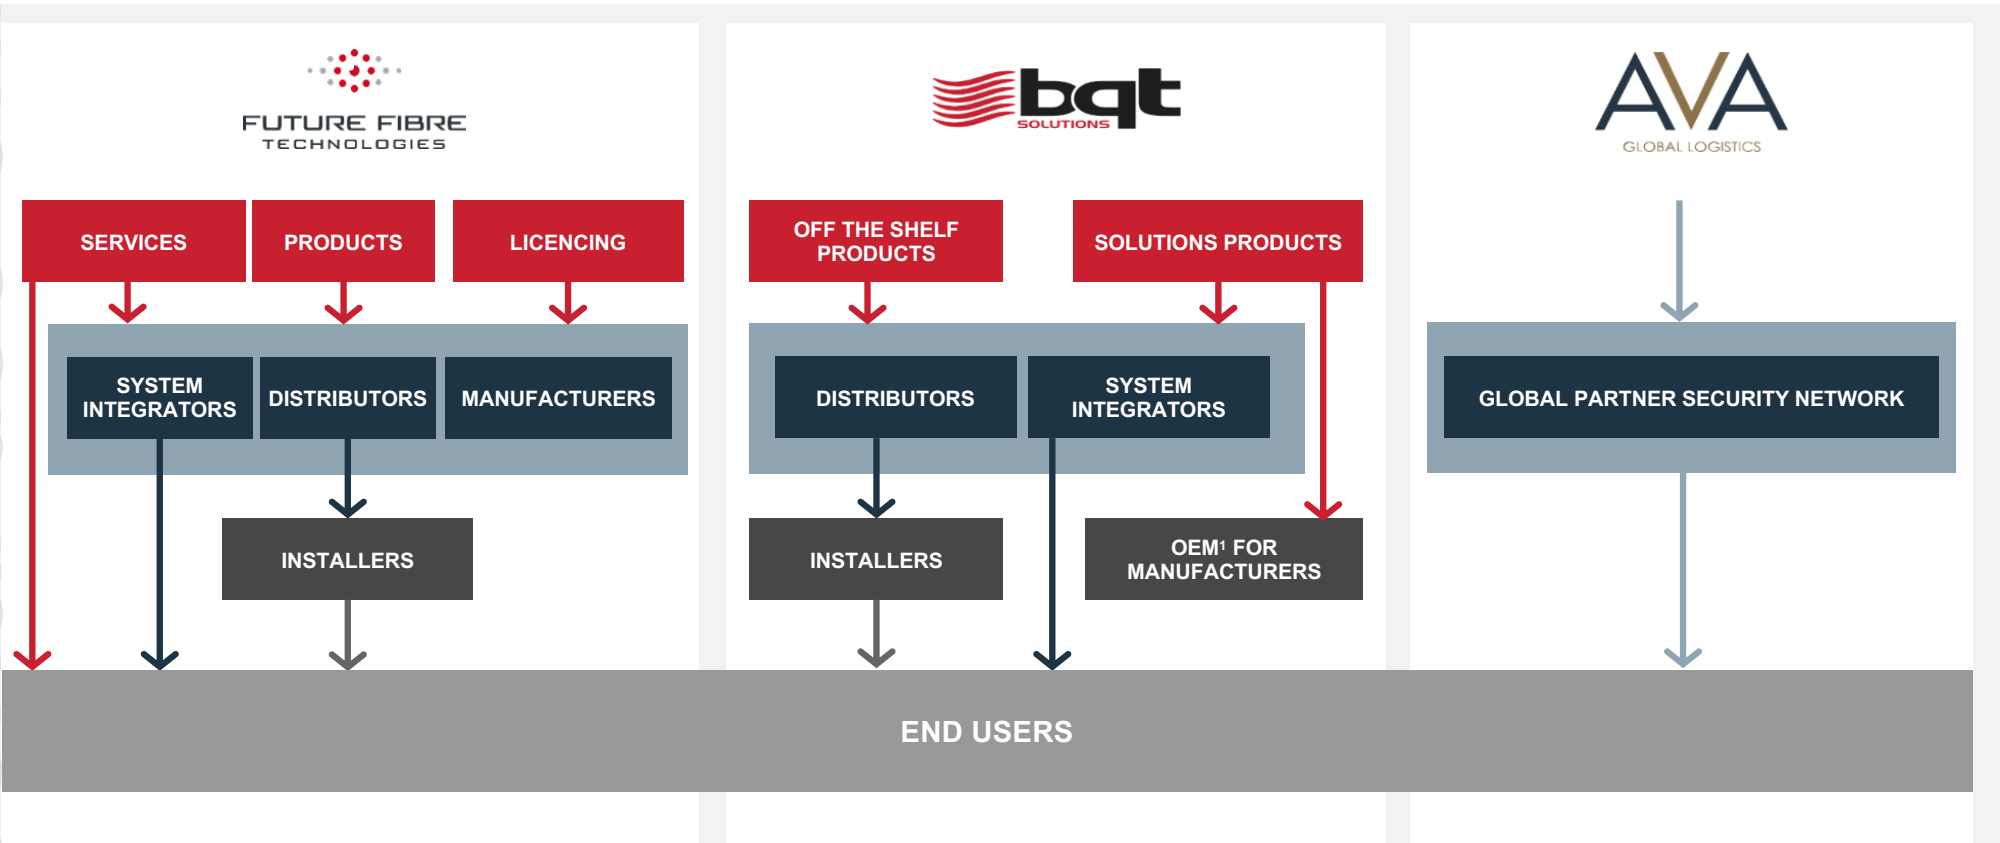 FUTURE FIBRE
TECHNOLOGIES
SERVICES
PRODUCTS
LICENCING
SYSTEM
INTEGRATORS
DISTRIBUTORS
MANUFACTURERS
INSTALLERS
bqt
SOLUTIONS
OFF THE SHELF
PRODUCTS
SOLUTIONS PRODUCTS
DISTRIBUTORS
SYSTEM
INTEGRATORS
INSTALLERS
OEM¹ FOR
MANUFACTURERS
AVA
GLOBAL LOGISTICS
GLOBAL PARTNER SECURITY NETWORK
END USERS